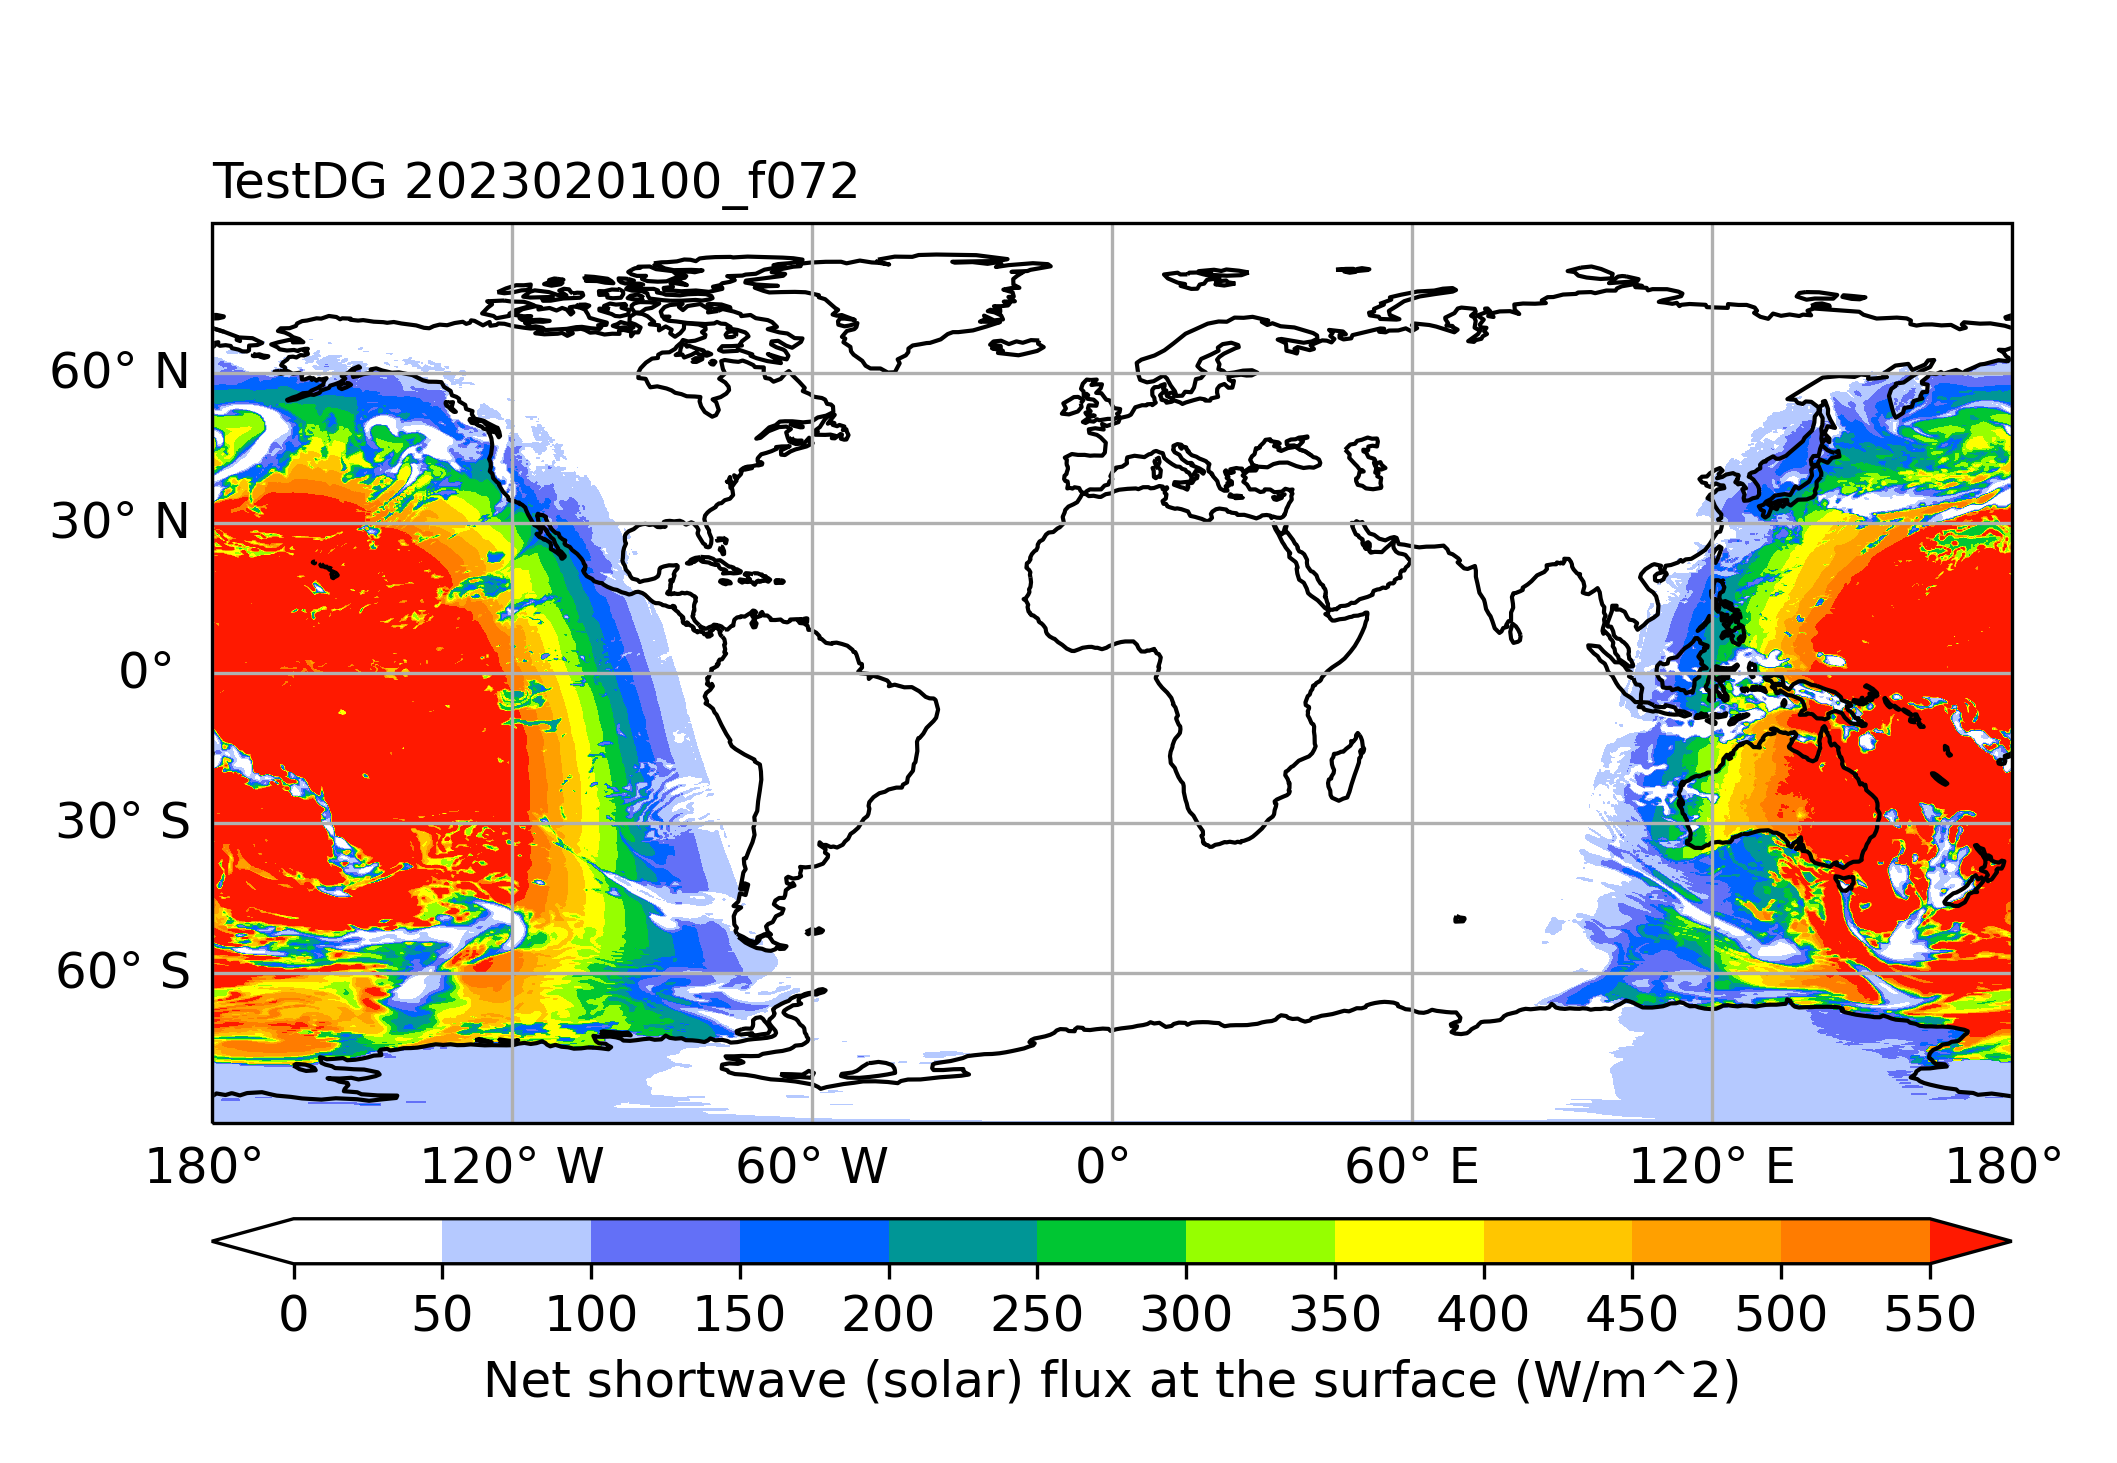 TestDG 2023020100_f072
60° N
30° N
0°
30° S
60° S
180° 120° W 60° W 0° 60° E 120° E 180°
0 50 100 150 200 250 300 350 400 450 500 550
Net shortwave (solar) flux at the surface (W/m^2)